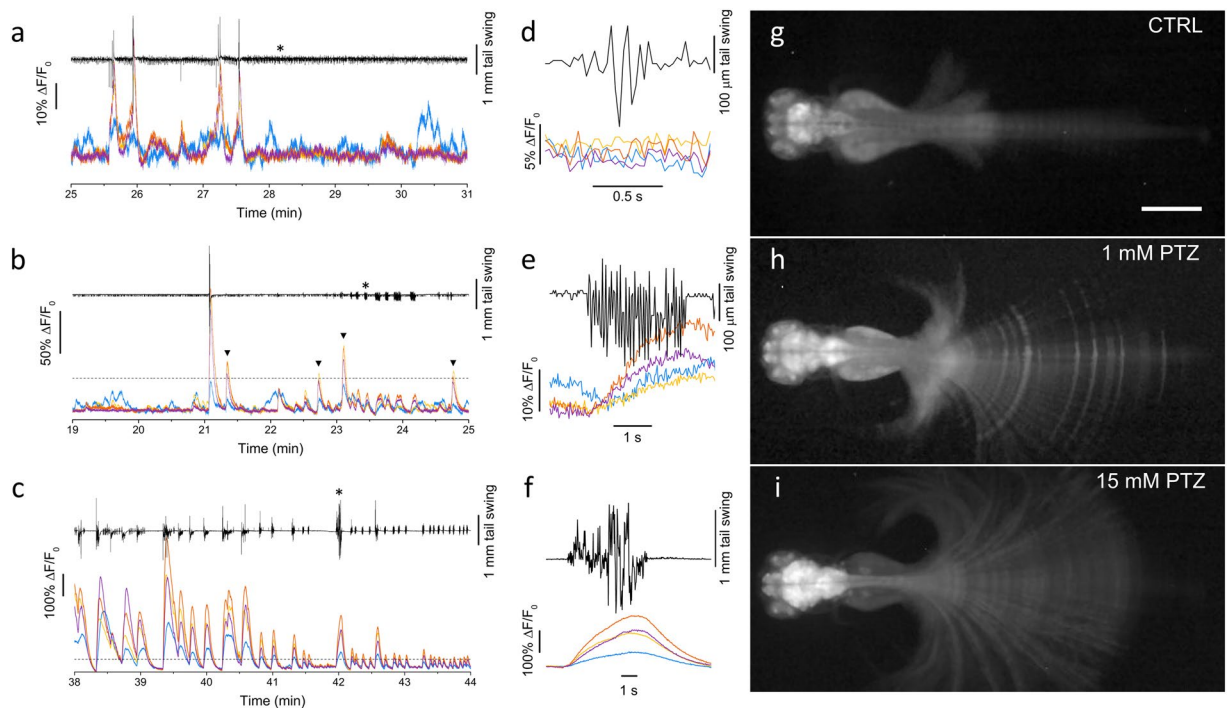 a
*
10% ΔF/F₀
1 mm tail swing
25 26 27 28 29 30 31
Time (min)
b
*
50% ΔF/F₀
1 mm tail swing
19 20 21 22 23 24 25
Time (min)
c
*
100% ΔF/F₀
1 mm tail swing
38 39 40 41 42 43 44
Time (min)
d
5% ΔF/F₀
100 μm tail swing
0.5 s
e
10% ΔF/F₀
100 μm tail swing
1 s
f
100% ΔF/F₀
1 mm tail swing
1 s
g
CTRL
h
1 mM PTZ
i
15 mM PTZ